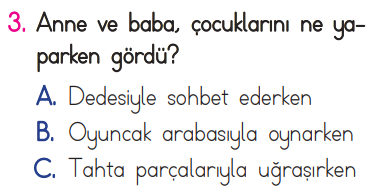 3. Anne ve baba, çocuklarını ne ya-
parken gördü?
A. Dedesiyle sohbet ederken
B. Oyuncak arabasıyla oynarken
C. Tahta parçalarıyla uğraşırken